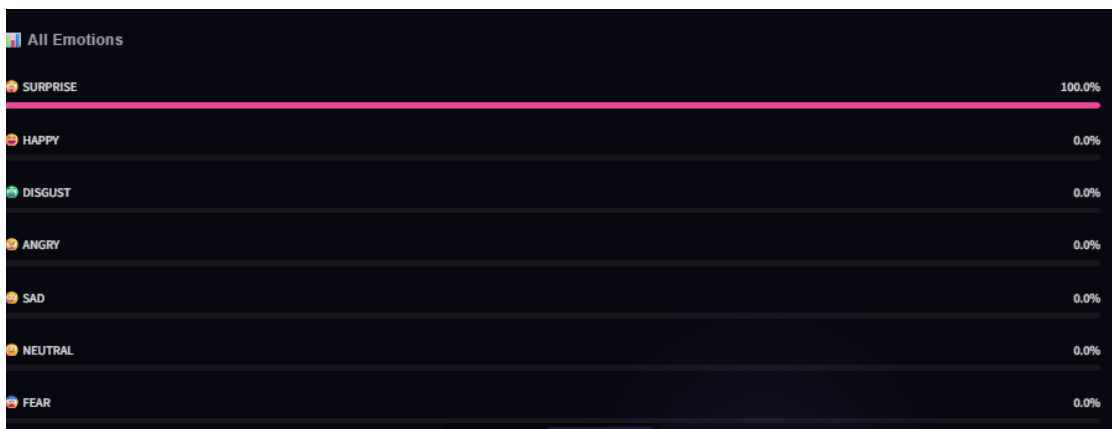 All Emotions
SURPRISE 100.0%
HAPPY 0.0%
DISGUST 0.0%
ANGRY 0.0%
SAD 0.0%
NEUTRAL 0.0%
FEAR 0.0%